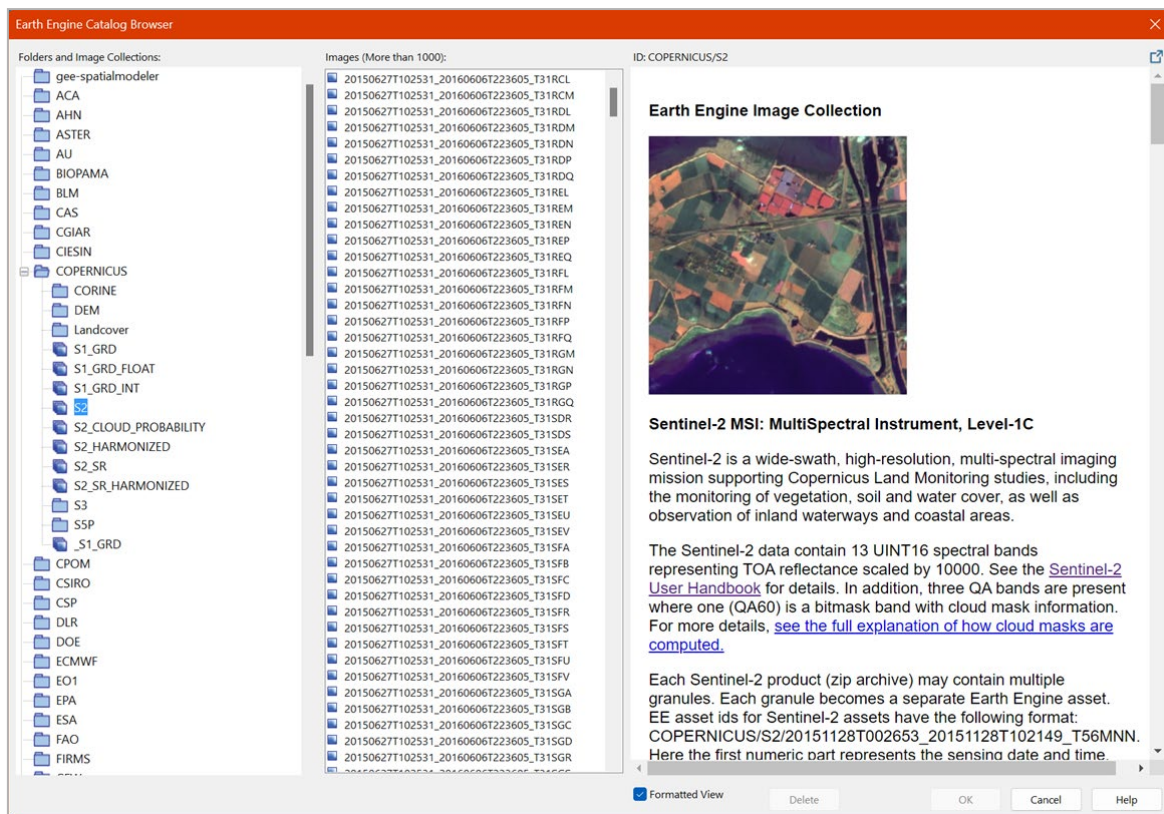 Earth Engine Catalog Browser
Folders and Image Collections:
gee-spatialmodeler
ACA
AHN
ASTER
AU
BIOPAMA
BLM
CAS
CGIAR
CIESIN
COPERNICUS
CORINE
DEM
Landcover
S1_GRD
S1_GRD_FLOAT
S1_GRD_INT
S2
S2_CLOUD_PROBABILITY
S2_HARMONIZED
S2_SR
S2_SR_HARMONIZED
S3
S5P
_S1_GRD
CPOM
CSIRO
CSP
DLR
DOE
ECMWF
EO1
EPA
ESA
FAO
FIRMS
Images (More than 1000):
20150627T102531_20160606T223605_T31RCL
20150627T102531_20160606T223605_T31RCM
20150627T102531_20160606T223605_T31RDL
20150627T102531_20160606T223605_T31RDM
20150627T102531_20160606T223605_T31RDN
20150627T102531_20160606T223605_T31RDP
20150627T102531_20160606T223605_T31RDQ
20150627T102531_20160606T223605_T31REL
20150627T102531_20160606T223605_T31REM
20150627T102531_20160606T223605_T31REN
20150627T102531_20160606T223605_T31REP
20150627T102531_20160606T223605_T31REQ
20150627T102531_20160606T223605_T31RFL
20150627T102531_20160606T223605_T31RFM
20150627T102531_20160606T223605_T31RFN
20150627T102531_20160606T223605_T31RFP
20150627T102531_20160606T223605_T31RFQ
20150627T102531_20160606T223605_T31RGM
20150627T102531_20160606T223605_T31RGN
20150627T102531_20160606T223605_T31RGP
20150627T102531_20160606T223605_T31RGQ
20150627T102531_20160606T223605_T31SDR
20150627T102531_20160606T223605_T31SDS
20150627T102531_20160606T223605_T31SEA
20150627T102531_20160606T223605_T31SER
20150627T102531_20160606T223605_T31SES
20150627T102531_20160606T223605_T31SET
20150627T102531_20160606T223605_T31SEU
20150627T102531_20160606T223605_T31SEV
20150627T102531_20160606T223605_T31SFA
20150627T102531_20160606T223605_T31SFB
20150627T102531_20160606T223605_T31SFC
20150627T102531_20160606T223605_T31SFD
20150627T102531_20160606T223605_T31SFR
20150627T102531_20160606T223605_T31SFS
20150627T102531_20160606T223605_T31SFT
20150627T102531_20160606T223605_T31SFU
20150627T102531_20160606T223605_T31SFV
20150627T102531_20160606T223605_T31SGA
20150627T102531_20160606T223605_T31SGB
20150627T102531_20160606T223605_T31SGC
20150627T102531_20160606T223605_T31SGD
20150627T102531_20160606T223605_T31SGR
ID: COPERNICUS/S2
Earth Engine Image Collection
Sentinel-2 MSI: MultiSpectral Instrument, Level-1C
Sentinel-2 is a wide-swath, high-resolution, multi-spectral imaging
mission supporting Copernicus Land Monitoring studies, including
the monitoring of vegetation, soil and water cover, as well as
observation of inland waterways and coastal areas.
The Sentinel-2 data contain 13 UINT16 spectral bands
representing TOA reflectance scaled by 10000. See the Sentinel-2
User Handbook for details. In addition, three QA bands are present
where one (QA60) is a bitmask band with cloud mask information.
For more details, see the full explanation of how cloud masks are
computed.
Each Sentinel-2 product (zip archive) may contain multiple
granules. Each granule becomes a separate Earth Engine asset.
EE asset ids for Sentinel-2 assets have the following format:
COPERNICUS/S2/20151128T002653_20151128T102149_T56MNN.
Here the first numeric part represents the sensing date and time,
Formatted View
Delete
OK
Cancel
Help